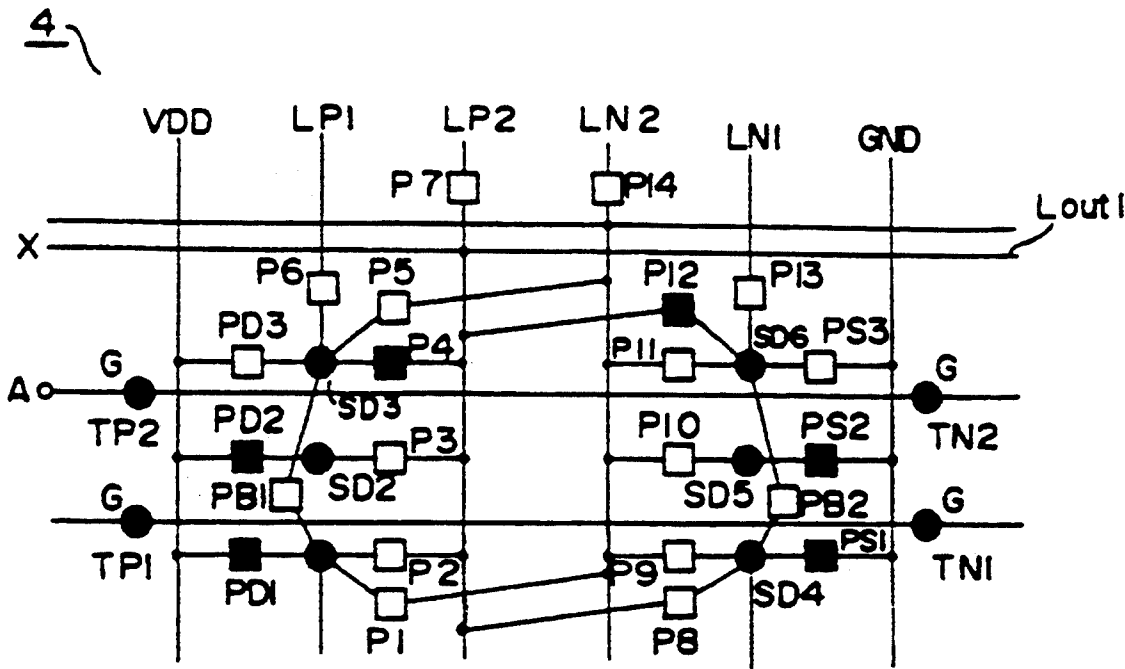 4
VDD LP1 LP2 LN2 LN1 GND
P7 P14
Lout1
X
P6 P5 P12 P13
PD3 P4 P11 SD6 PS3
G G
A
SD3
TP2 PD2 P3 P10 PS2 TN2
PB1 SD2 SD5 PB2
G G
TP1 P2 P9 PS1 TN1
PD1 SD4
P1 P8